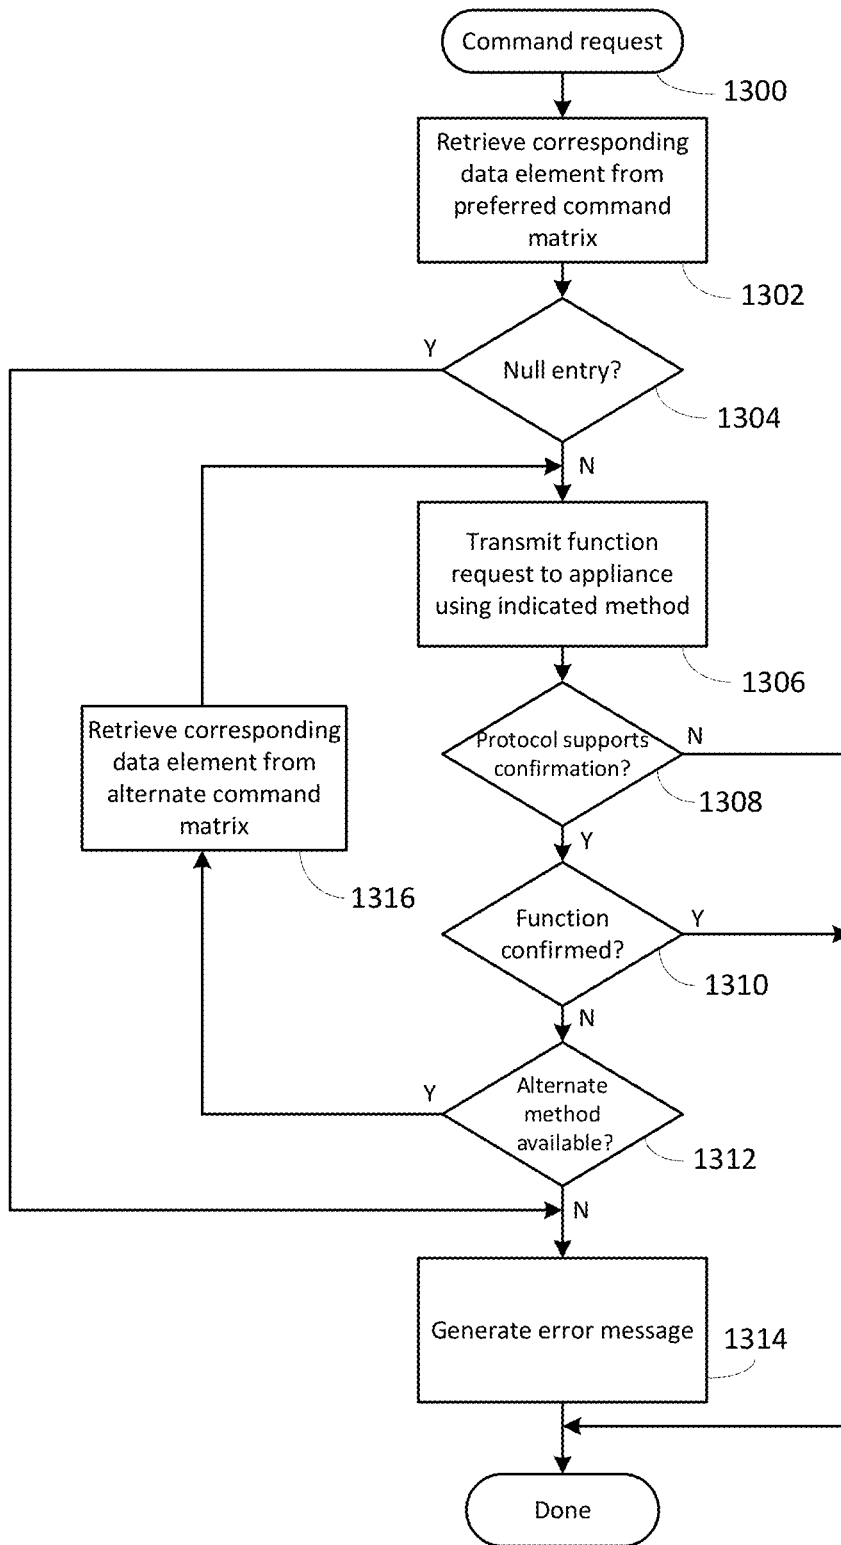 Command request
1300
Retrieve corresponding
data element from
preferred command
matrix
1302
Y
Null entry?
1304
N
Transmit function
request to appliance
using indicated method
1306
Retrieve corresponding
data element from
alternate command
matrix
1316
Protocol supports
confirmation?
N
1308
Y
Function
confirmed?
Y
1310
N
Y
Alternate
method
available?
1312
N
Generate error message
1314
Done